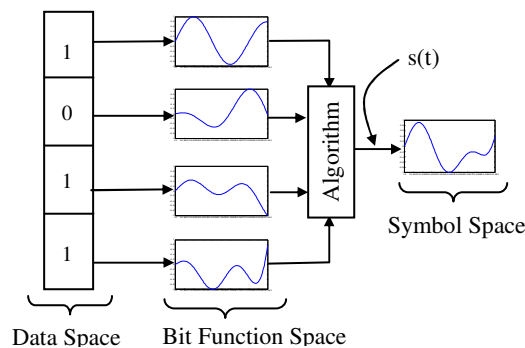 1
0
1
1
Algorithm
s(t)
Symbol Space
Data Space
Bit Function Space